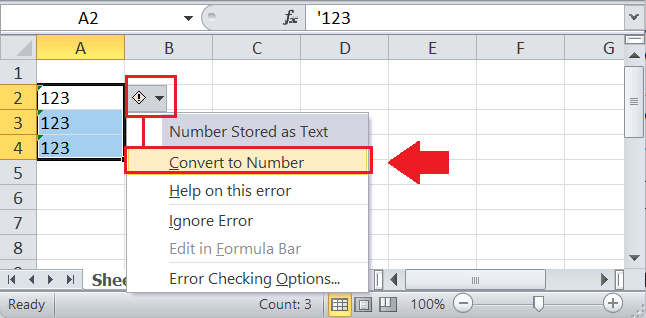 A2 fx '123
A B C D E F G
1
2 123
3 123
4 123
5
6
7
8
Number Stored as Text
Convert to Number
Help on this error
Ignore Error
Edit in Formula Bar
Error Checking Options...
Shee
Ready Count: 3 100%